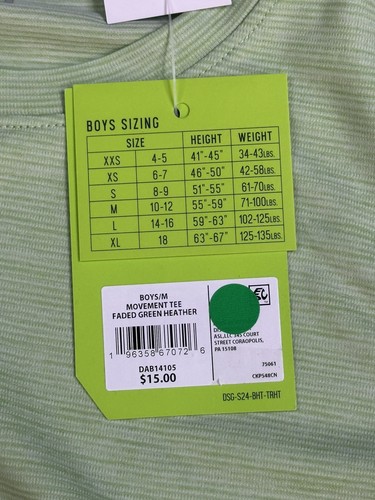 BOYS SIZING
SIZE HEIGHT WEIGHT
XXS 4-5 41"-45" 34-43LBS.
XS 6-7 46"-50" 42-58LBS.
S 8-9 51"-55" 61-70LBS.
M 10-12 55"-59" 71-100LBS.
L 14-16 59"-63" 102-125LBS.
XL 18 63"-67" 125-135LBS.
BOYS/M
MOVEMENT TEE
FADED GREEN HEATHER
1 96358 67072 6
DAB14105
$15.00
COURT
STREET CORAOPOLIS,
PA 15108
75061
CKP548CN
DSG-S24-BHT-TRHT